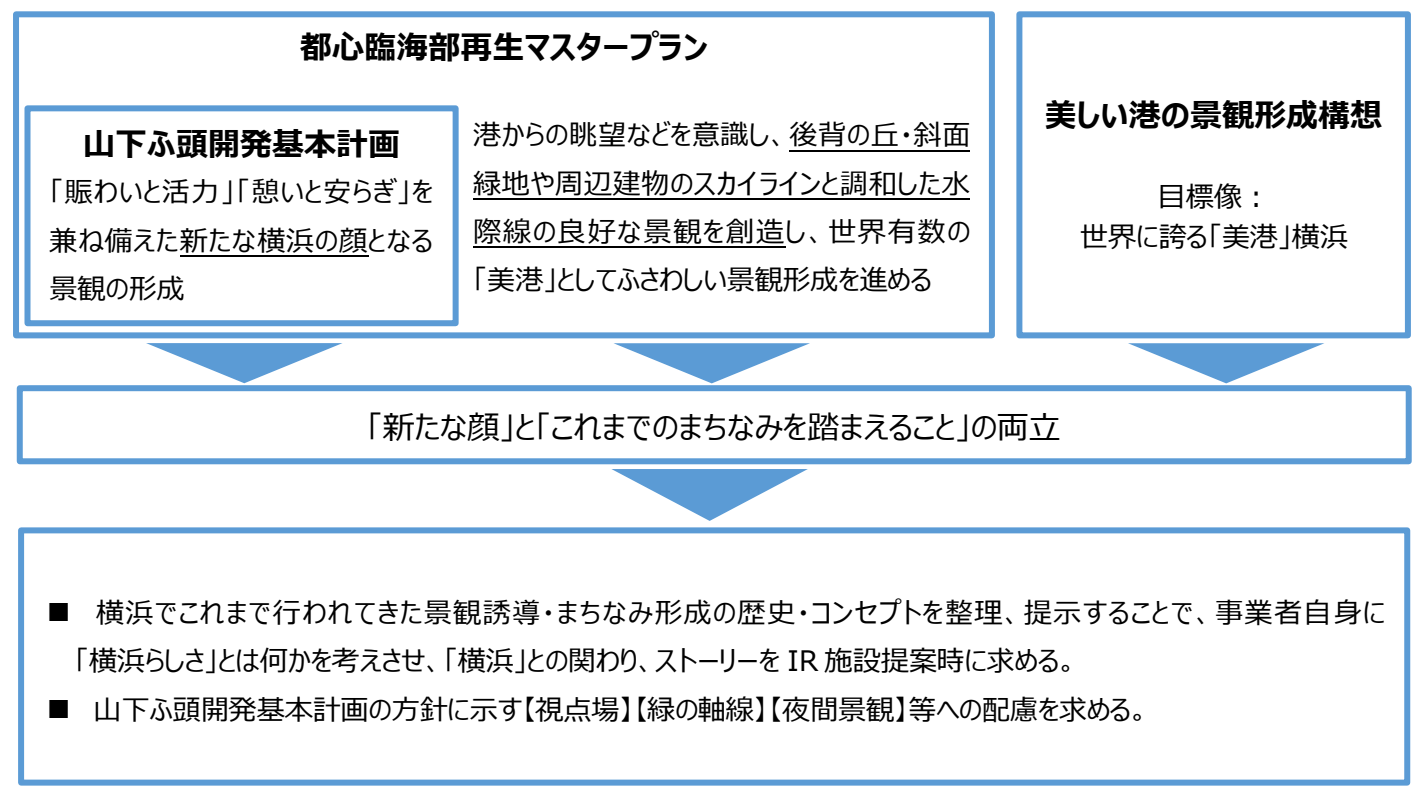 都心臨海部再生マスタープラン
山下ふ頭開発基本計画
「賑わいと活力」「憩いと安らぎ」を
兼ね備えた新たな横浜の顔となる
景観の形成
港からの眺望などを意識し、後背の丘・斜面
緑地や周辺建物のスカイラインと調和した水
際線の良好な景観を創造し、世界有数の
「美港」としてふさわしい景観形成を進める
美しい港の景観形成構想
目標像：
世界に誇る「美港」横浜
「新たな顔」と「これまでのまちなみを踏まえること」の両立
■ 横浜でこれまで行われてきた景観誘導・まちなみ形成の歴史・コンセプトを整理、提示することで、事業者自身に
「横浜らしさ」とは何かを考えさせ、「横浜」との関わり、ストーリーを IR 施設提案時に求める。
■ 山下ふ頭開発基本計画の方針に示す【視点場】【緑の軸線】【夜間景観】等への配慮を求める。